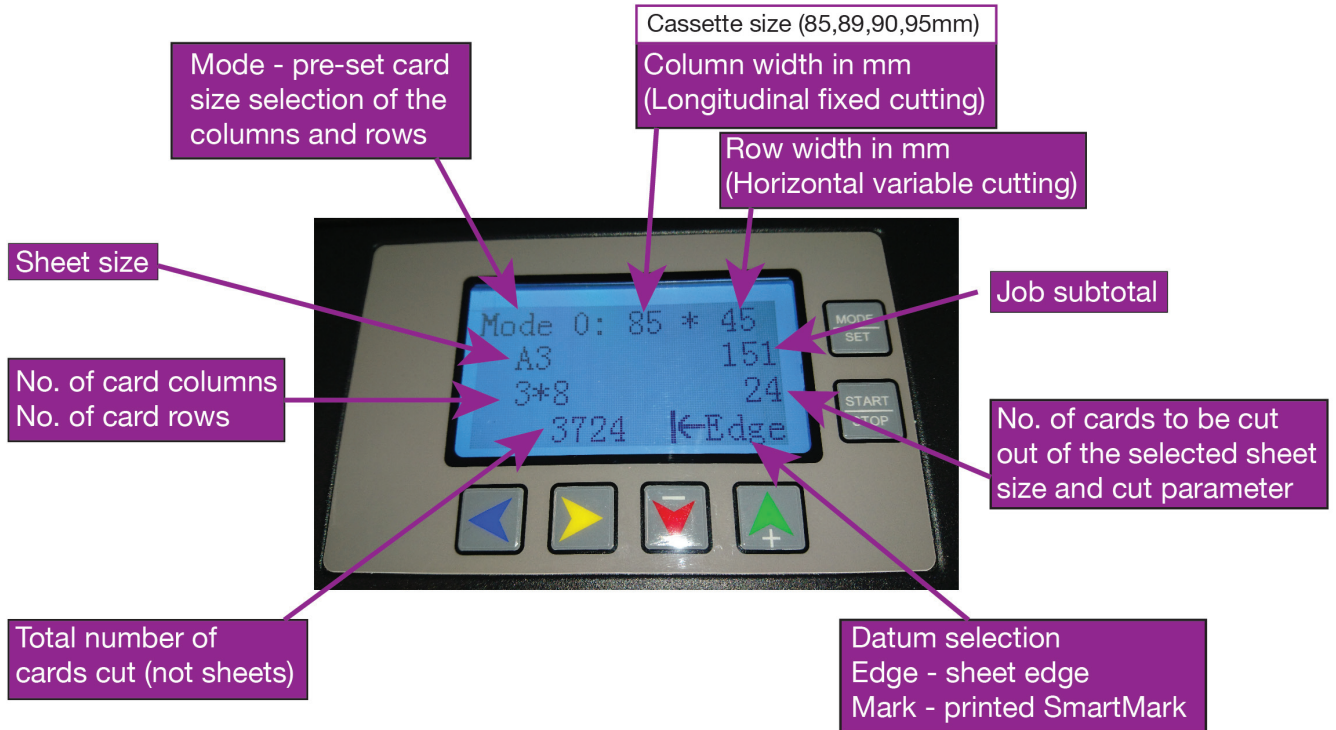 Cassette size (85,89,90,95mm)
Column width in mm
(Longitudinal fixed cutting)
Mode - pre-set card
size selection of the
columns and rows
Row width in mm
(Horizontal variable cutting)
Sheet size
Job subtotal
No. of card columns
No. of card rows
Mode 0: 85 * 45
A3 151
3*8 24
3724 |←Edge
MODE
SET
START
STOP
−
+
No. of cards to be cut
out of the selected sheet
size and cut parameter
Total number of
cards cut (not sheets)
Datum selection
Edge - sheet edge
Mark - printed SmartMark